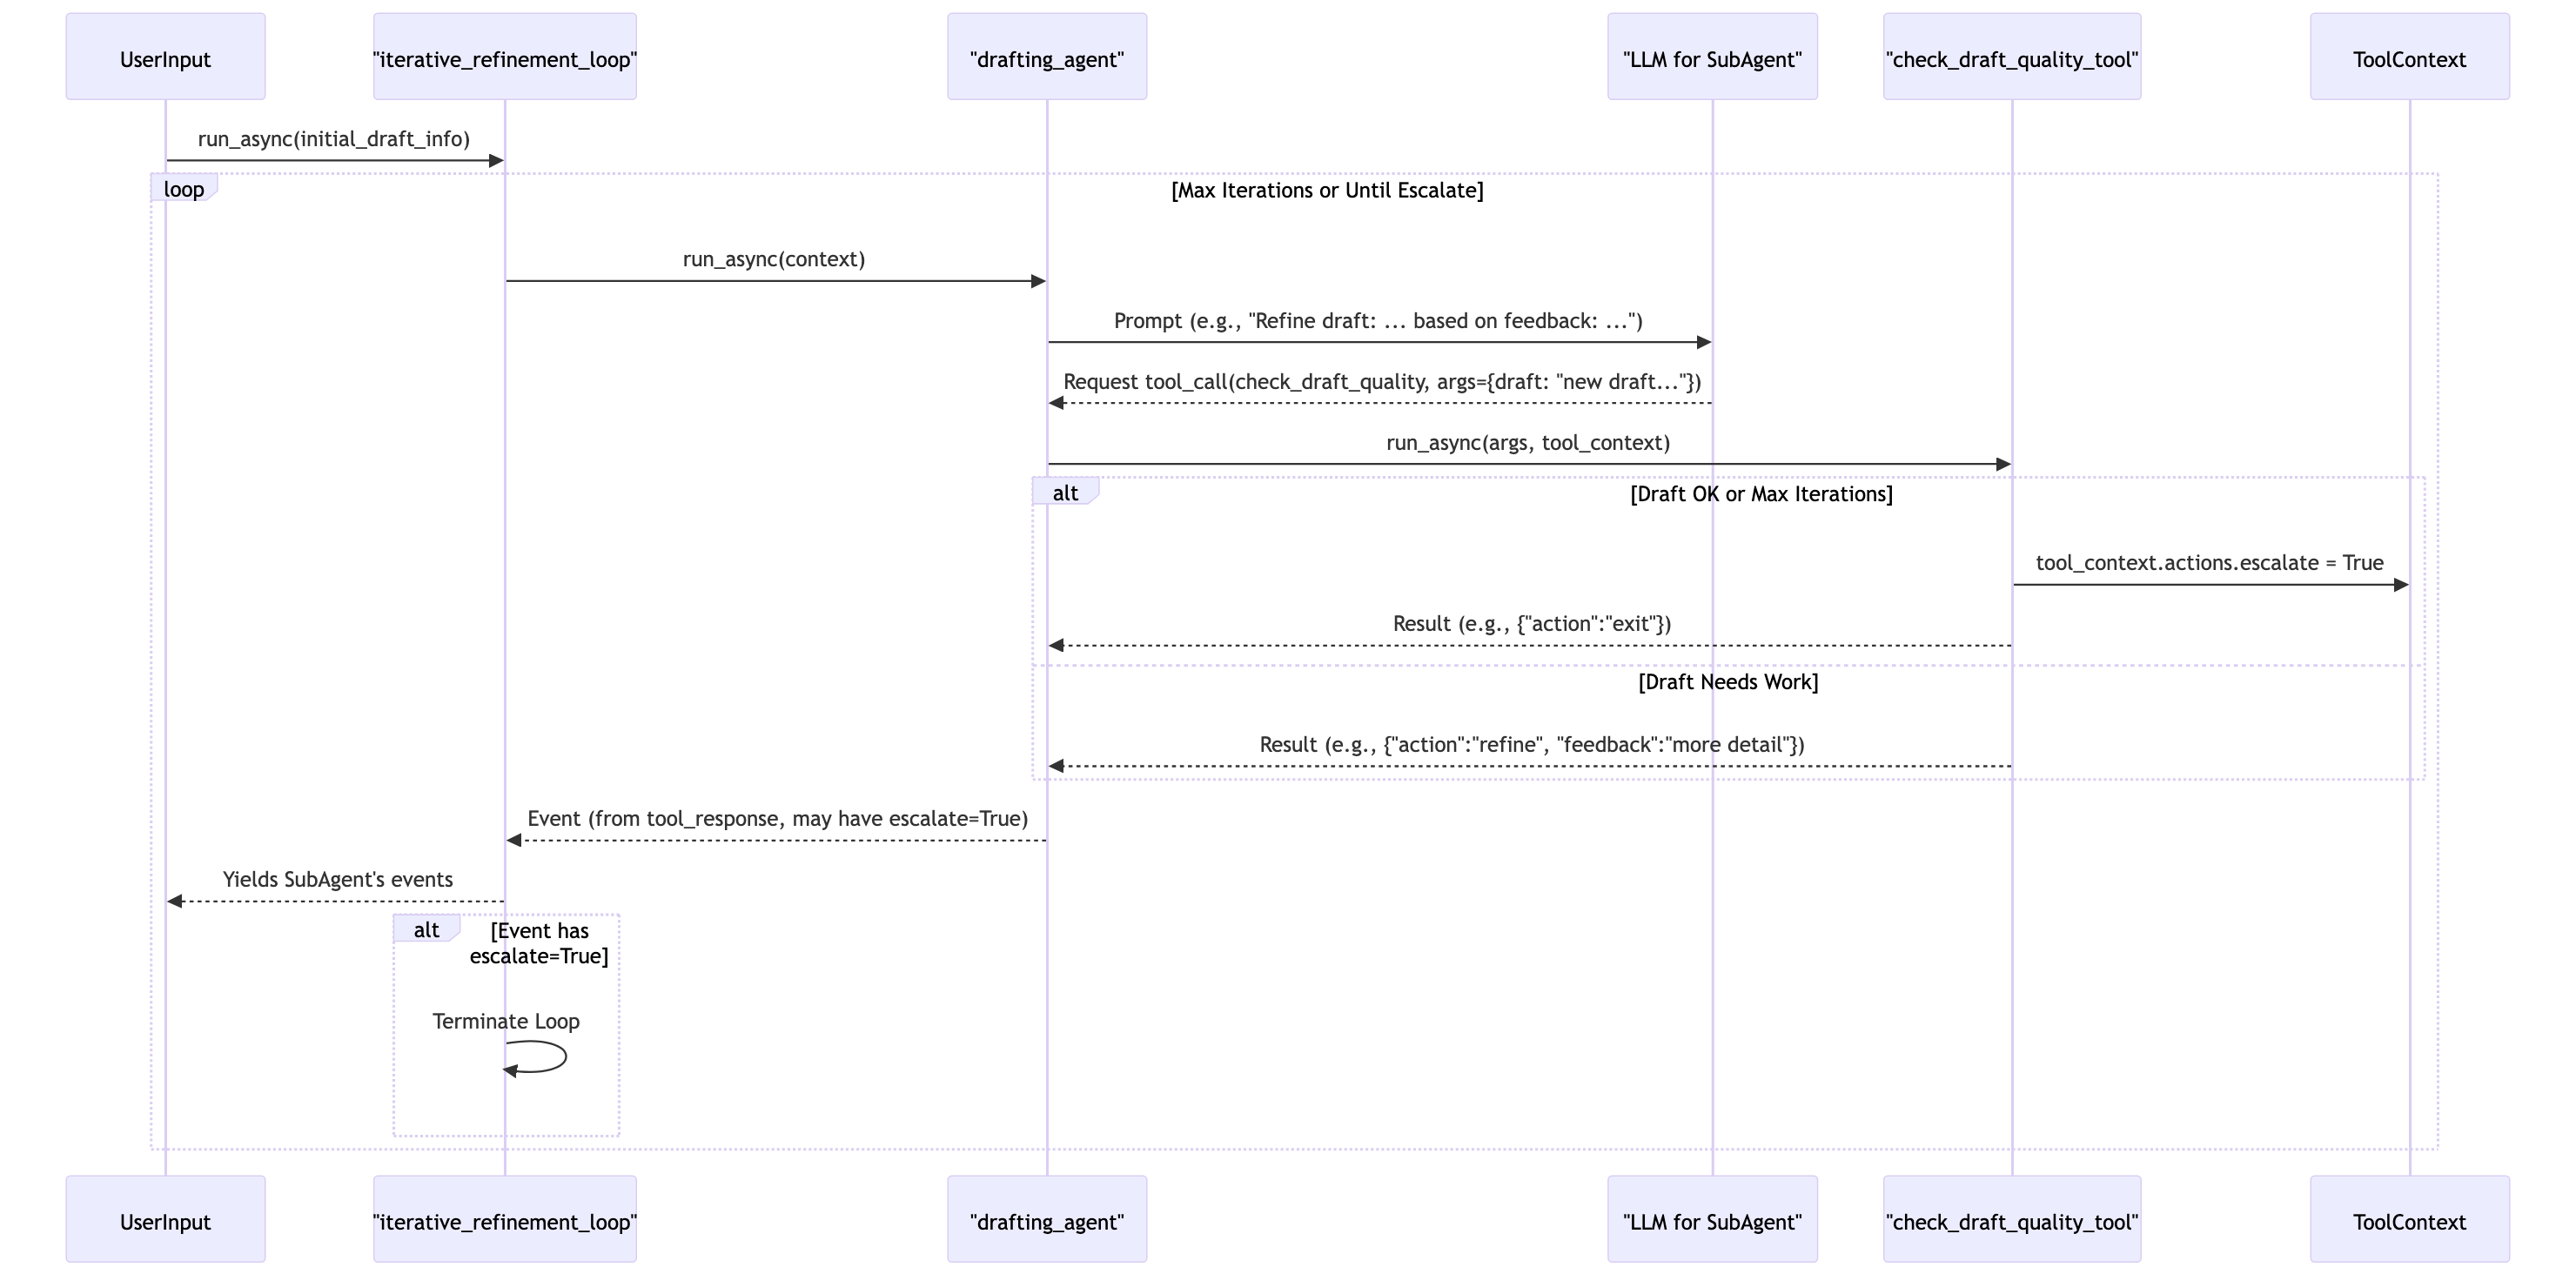 UserInput
"iterative_refinement_loop"
"drafting_agent"
"LLM for SubAgent"
"check_draft_quality_tool"
ToolContext
run_async(initial_draft_info)
loop
[Max Iterations or Until Escalate]
run_async(context)
Prompt (e.g., "Refine draft: ... based on feedback: ...")
Request tool_call(check_draft_quality, args={draft: "new draft..."})
run_async(args, tool_context)
alt
[Draft OK or Max Iterations]
tool_context.actions.escalate = True
Result (e.g., {"action":"exit"})
[Draft Needs Work]
Result (e.g., {"action":"refine", "feedback":"more detail"})
Event (from tool_response, may have escalate=True)
Yields SubAgent's events
alt
[Event has
escalate=True]
Terminate Loop
UserInput
"iterative_refinement_loop"
"drafting_agent"
"LLM for SubAgent"
"check_draft_quality_tool"
ToolContext